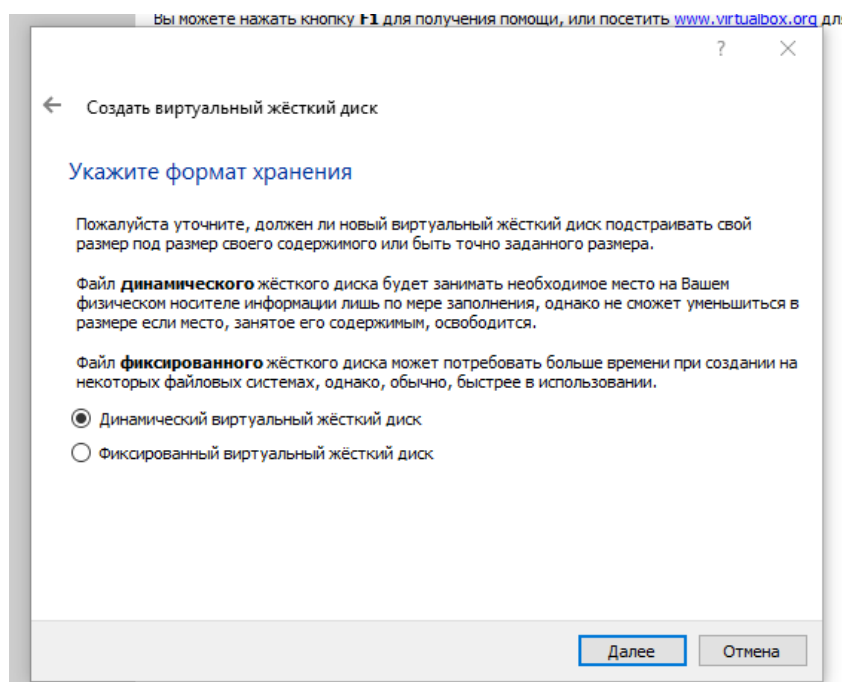 Вы можете нажать кнопку F1 для получения помощи, или посетить www.virtualbox.org для
?
Создать виртуальный жёсткий диск
Укажите формат хранения
Пожалуйста уточните, должен ли новый виртуальный жёсткий диск подстраивать свой
размер под размер своего содержимого или быть точно заданного размера.
Файл динамического жёсткого диска будет занимать необходимое место на Вашем
физическом носителе информации лишь по мере заполнения, однако не сможет уменьшиться в
размере если место, занятое его содержимым, освободится.
Файл фиксированного жёсткого диска может потребовать больше времени при создании на
некоторых файловых системах, однако, обычно, быстрее в использовании.
Динамический виртуальный жёсткий диск
Фиксированный виртуальный жёсткий диск
Далее Отмена